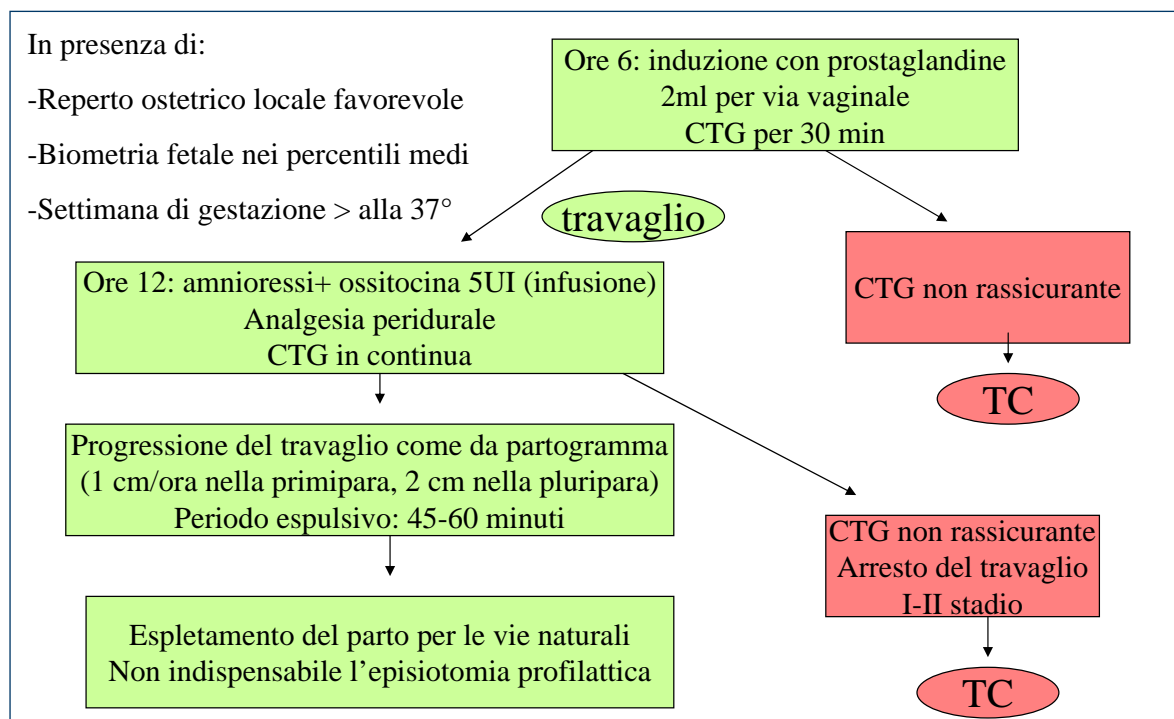 In presenza di:
-Reperto ostetrico locale favorevole
-Biometria fetale nei percentili medi
-Settimana di gestazione > alla 37°
Ore 6: induzione con prostaglandine
2ml per via vaginale
CTG per 30 min
travaglio
Ore 12: amnioressi+ ossitocina 5UI (infusione)
Analgesia peridurale
CTG in continua
CTG non rassicurante
TC
Progressione del travaglio come da partogramma
(1 cm/ora nella primipara, 2 cm nella pluripara)
Periodo espulsivo: 45-60 minuti
CTG non rassicurante
Arresto del travaglio
I-II stadio
Espletamento del parto per le vie naturali
Non indispensabile l’episiotomia profilattica
TC